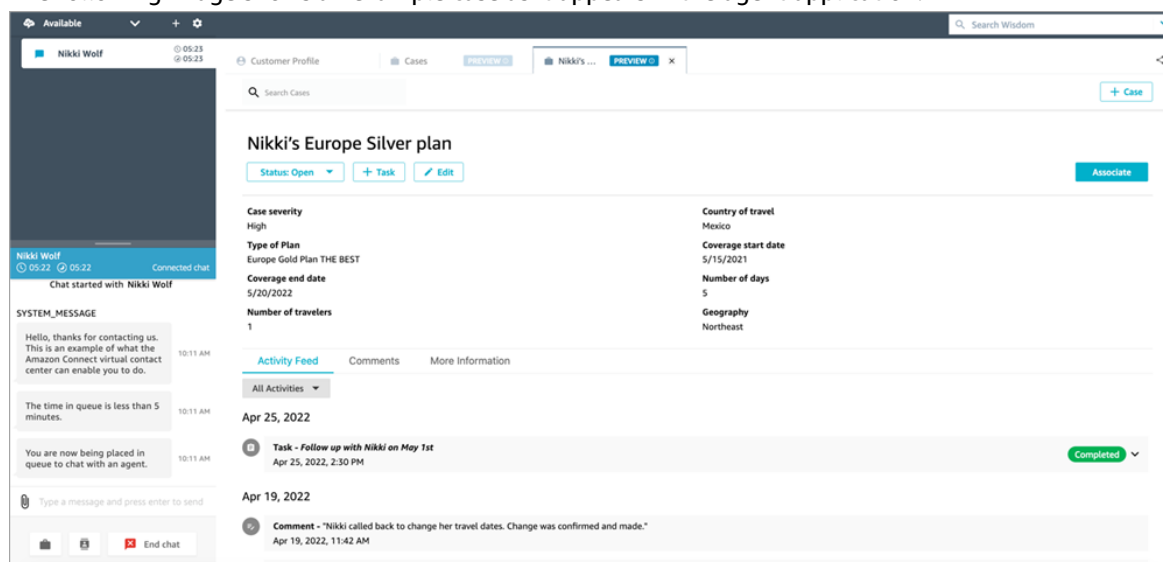 Available
Search Wisdom
Nikki Wolf
05:23
05:23
Customer Profile
Cases
PREVIEW
Nikki's ...
PREVIEW
Search Cases
+ Case
Nikki's Europe Silver plan
Status: Open
+ Task
Edit
Associate
Case severity
High
Country of travel
Mexico
Type of Plan
Europe Gold Plan THE BEST
Coverage start date
5/15/2021
Coverage end date
5/20/2022
Number of days
5
Number of travelers
1
Geography
Northeast
Nikki Wolf
05:22 05:22 Connected chat
Chat started with Nikki Wolf
SYSTEM_MESSAGE
Hello, thanks for contacting us.
This is an example of what the
Amazon Connect virtual contact
center can enable you to do.
10:11 AM
The time in queue is less than 5
minutes.
10:11 AM
You are now being placed in
queue to chat with an agent.
10:11 AM
Type a message and press enter to send
End chat
Activity Feed
Comments
More Information
All Activities
Apr 25, 2022
Task - Follow up with Nikki on May 1st
Apr 25, 2022, 2:30 PM
Completed
Apr 19, 2022
Comment - "Nikki called back to change her travel dates. Change was confirmed and made."
Apr 19, 2022, 11:42 AM